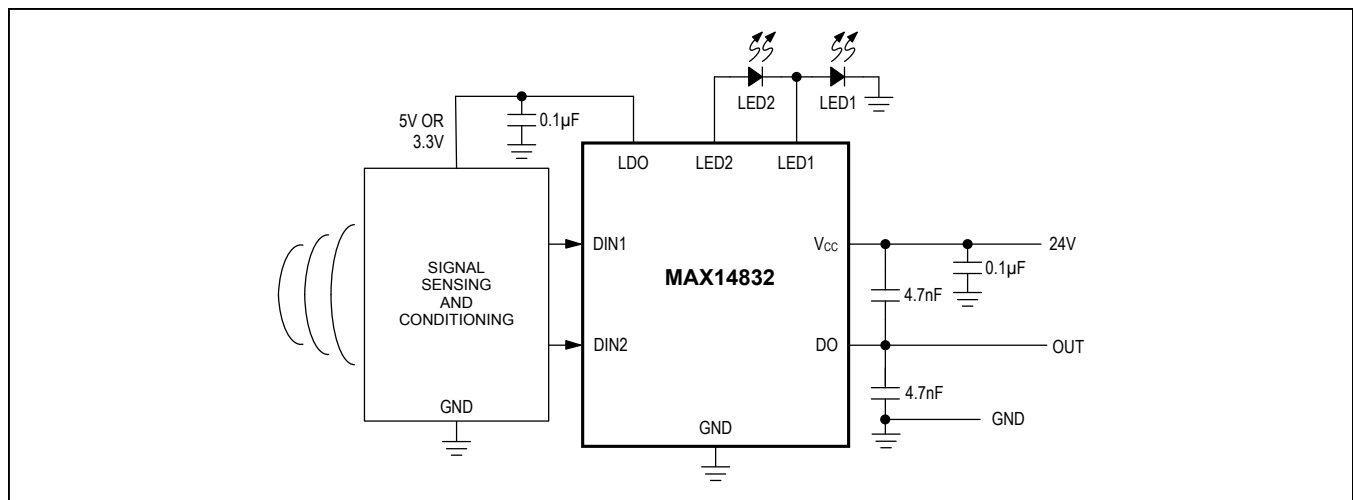 LED2
LED1
5V OR
3.3V
0.1µF
LDO
LED2
LED1
DIN1
VCC
24V
SIGNAL
SENSING
AND
CONDITIONING
MAX14832
0.1µF
4.7nF
DIN2
DO
OUT
4.7nF
GND
GND
GND